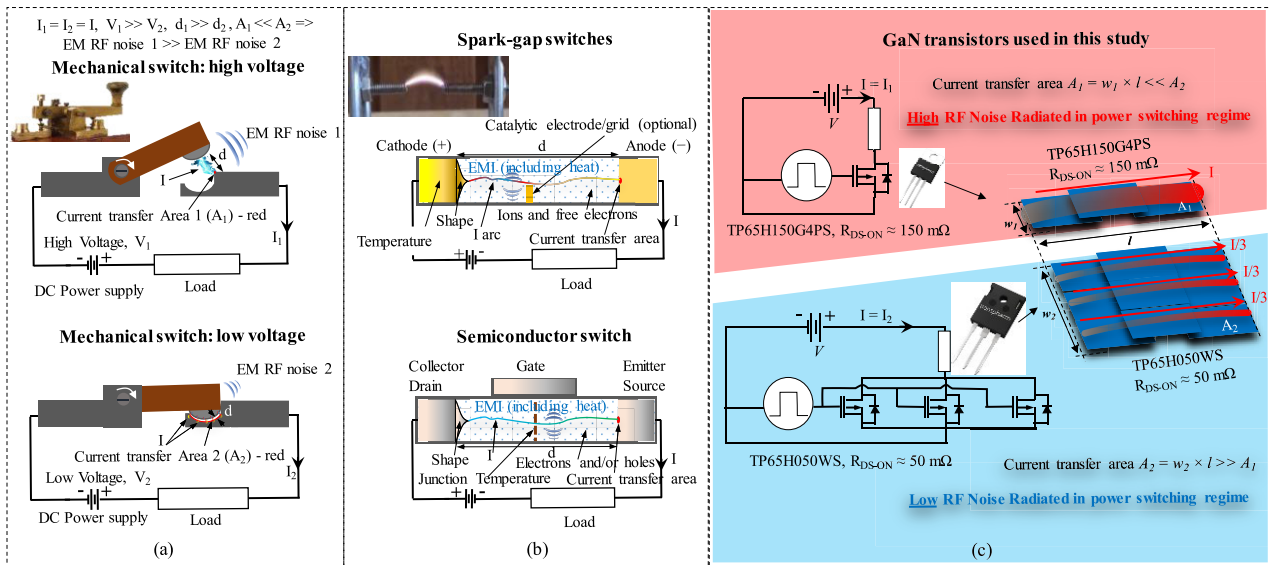 I₁ = I₂ = I, V₁ >> V₂, d₁ >> d₂, A₁ << A₂ =>
EM RF noise 1 >> EM RF noise 2
Mechanical switch: high voltage
EM RF noise 1
d
I
Current transfer Area 1 (A₁) - red
High Voltage, V₁
I₁
- +
DC Power supply
Load
Mechanical switch: low voltage
EM RF noise 2
d
I
Current transfer Area 2 (A₂) - red
Low Voltage, V₂
I₂
- +
DC Power supply
Load
(a)
Spark-gap switches
Catalytic electrode/grid (optional)
Cathode (+)
d
Anode (−)
EMI (including heat)
Shape
Ions and free electrons
I arc
I
Temperature
Current transfer area
- +
Load
Semiconductor switch
Collector
Drain
Gate
Emitter
Source
EMI (including heat)
Shape
I
d
Electrons and/or holes
I
Junction
Temperature
Current transfer area
+ -
Load
(b)
GaN transistors used in this study
I = I₁
- +
V
Current transfer area A₁ = w₁ × l << A₂
High RF Noise Radiated in power switching regime
TP65H150G4PS
R_DS-ON ≈ 150 mΩ
I
A₁
w₁
l
TP65H150G4PS, R_DS-ON ≈ 150 mΩ
I/3
I/3
I/3
w₂
A₂
TP65H050WS
R_DS-ON ≈ 50 mΩ
transphorm
I = I₂
- +
V
TP65H050WS, R_DS-ON ≈ 50 mΩ
Current transfer area A₂ = w₂ × l >> A₁
Low RF Noise Radiated in power switching regime
(c)